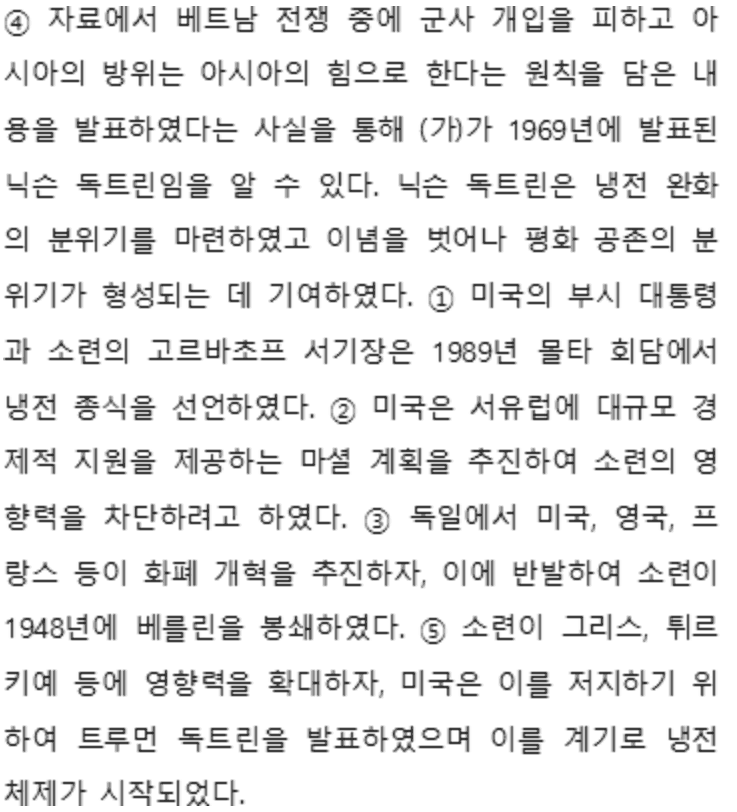 ④ 자료에서 베트남 전쟁 중에 군사 개입을 피하고 아
시아의 방위는 아시아의 힘으로 한다는 원칙을 담은 내
용을 발표하였다는 사실을 통해 (가)가 1969년에 발표된
닉슨 독트린임을 알 수 있다. 닉슨 독트린은 냉전 완화
의 분위기를 마련하였고 이념을 벗어나 평화 공존의 분
위기가 형성되는 데 기여하였다. ① 미국의 부시 대통령
과 소련의 고르바초프 서기장은 1989년 몰타 회담에서
냉전 종식을 선언하였다. ② 미국은 서유럽에 대규모 경
제적 지원을 제공하는 마셜 계획을 추진하여 소련의 영
향력을 차단하려고 하였다. ③ 독일에서 미국, 영국, 프
랑스 등이 화폐 개혁을 추진하자, 이에 반발하여 소련이
1948년에 베를린을 봉쇄하였다. ⑤ 소련이 그리스, 튀르
키예 등에 영향력을 확대하자, 미국은 이를 저지하기 위
하여 트루먼 독트린을 발표하였으며 이를 계기로 냉전
체제가 시작되었다.